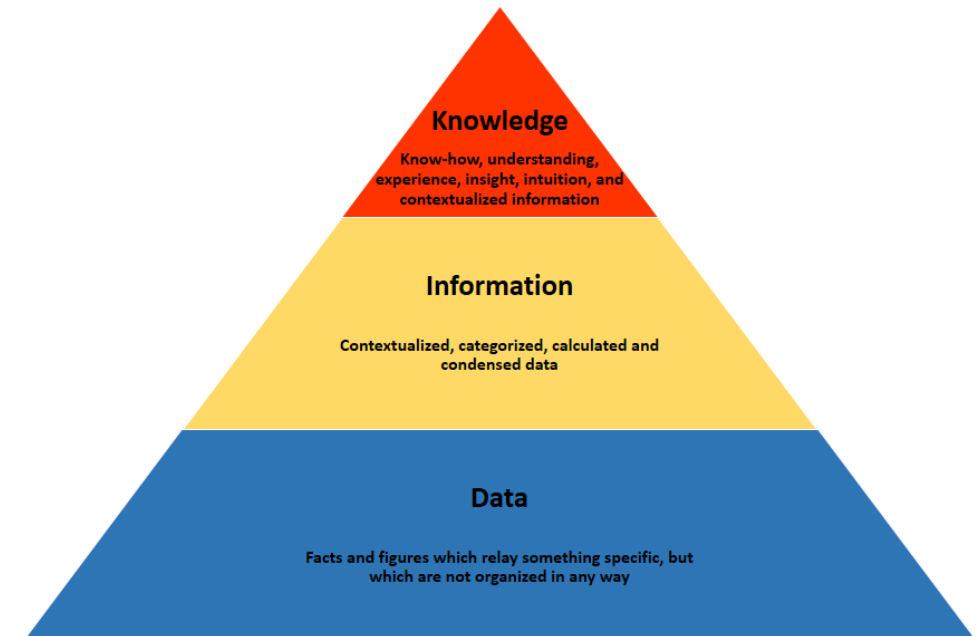 Knowledge
Know-how, understanding,
experience, insight, intuition, and
contextualized information
Information
Contextualized, categorized, calculated and
condensed data
Data
Facts and figures which relay something specific, but
which are not organized in any way